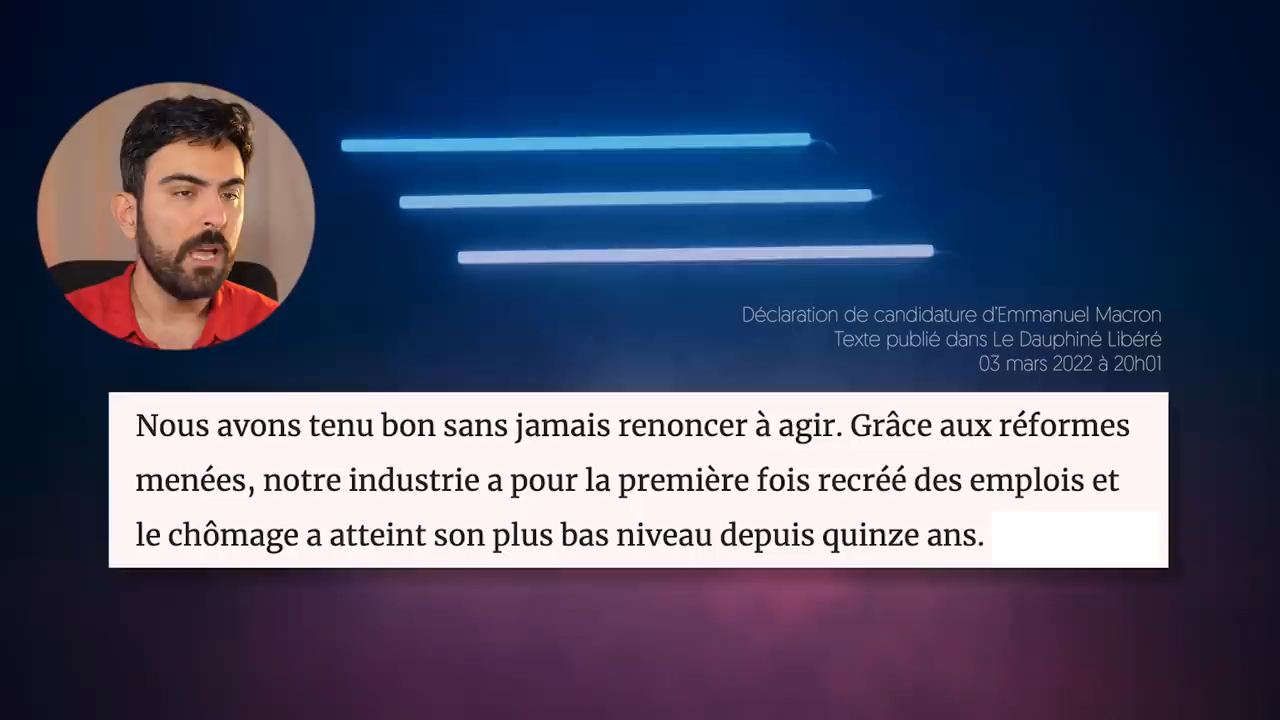 Déclaration de candidature d'Emmanuel Macron
Texte publié dans Le Dauphiné Libéré
03 mars 2022 à 20h01
Nous avons tenu bon sans jamais renoncer à agir. Grâce aux réformes
menées, notre industrie a pour la première fois recréé des emplois et
le chômage a atteint son plus bas niveau depuis quinze ans.